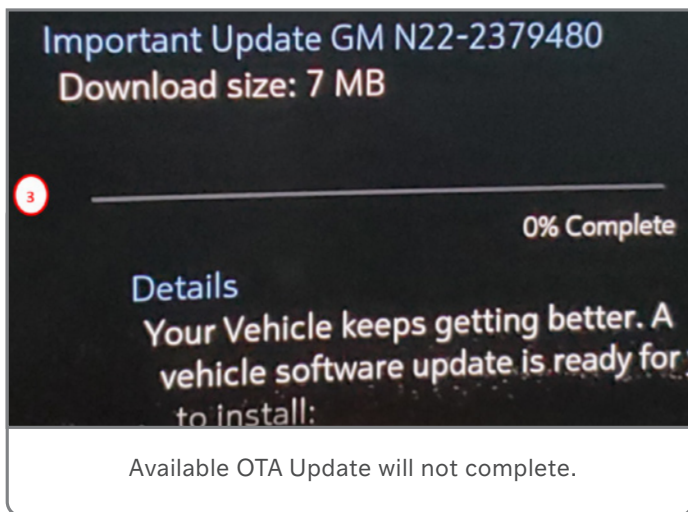 Important Update GM N22-2379480
Download size: 7 MB
3
0% Complete
Details
Your Vehicle keeps getting better. A
vehicle software update is ready for
to install:
Available OTA Update will not complete.